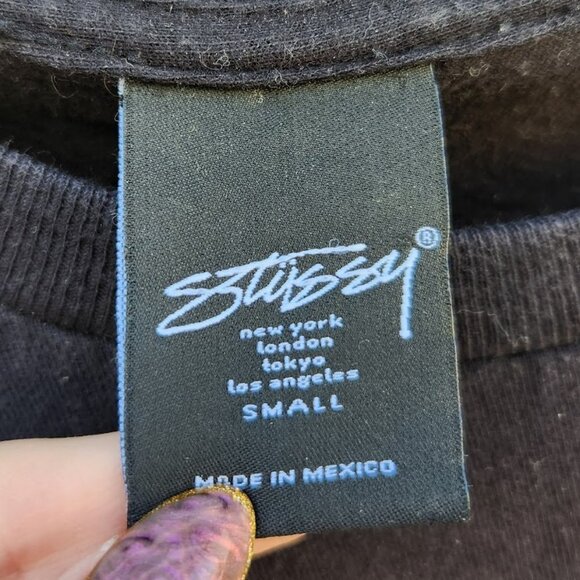 Stüssy®
new york
london
tokyo
los angeles
SMALL
MADE IN MEXICO